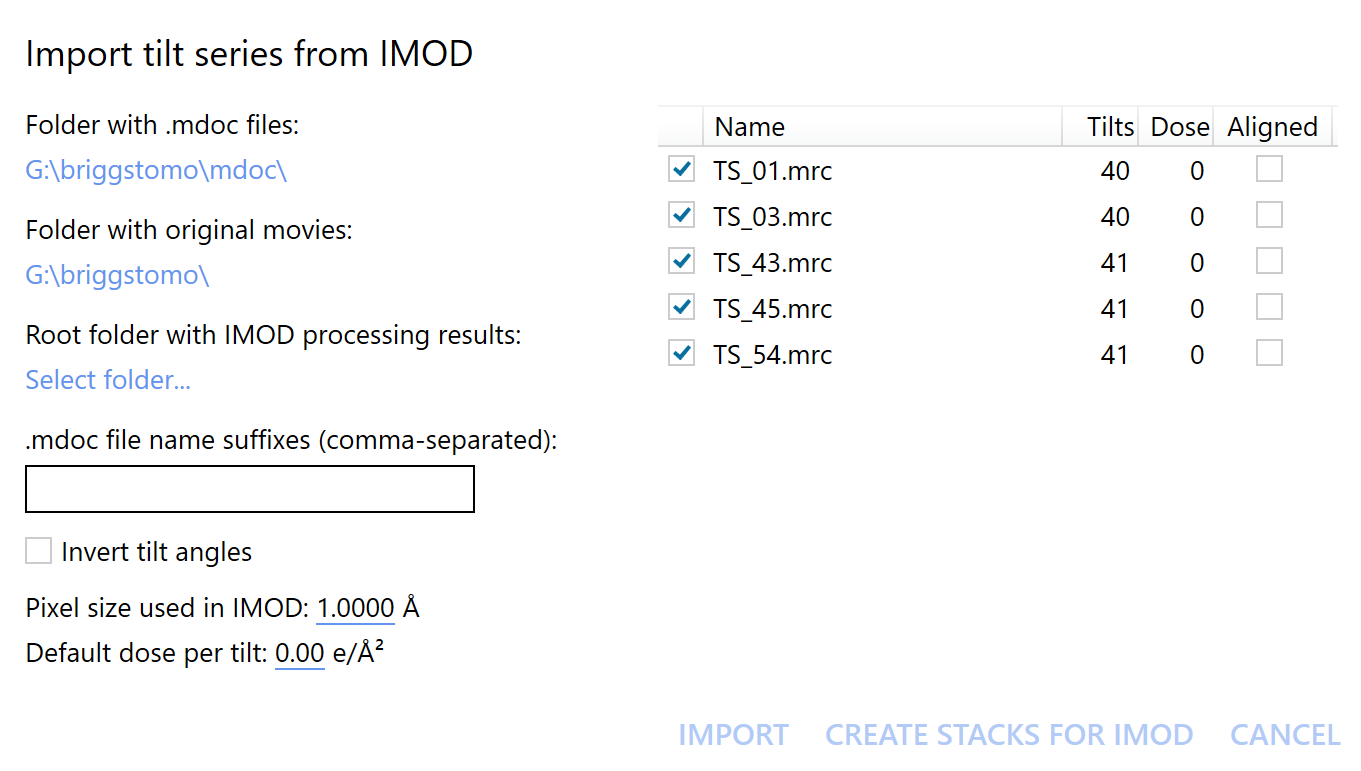 Import tilt series from IMOD
Folder with .mdoc files:
G:\briggstomo\mdoc\
Folder with original movies:
G:\briggstomo\
Root folder with IMOD processing results:
Select folder...
.mdoc file name suffixes (comma-separated):
Invert tilt angles
Pixel size used in IMOD: 1.0000 Å
Default dose per tilt: 0.00 e/Å²
Name Tilts Dose Aligned
TS_01.mrc 40 0
TS_03.mrc 40 0
TS_43.mrc 41 0
TS_45.mrc 41 0
TS_54.mrc 41 0
IMPORT CREATE STACKS FOR IMOD CANCEL